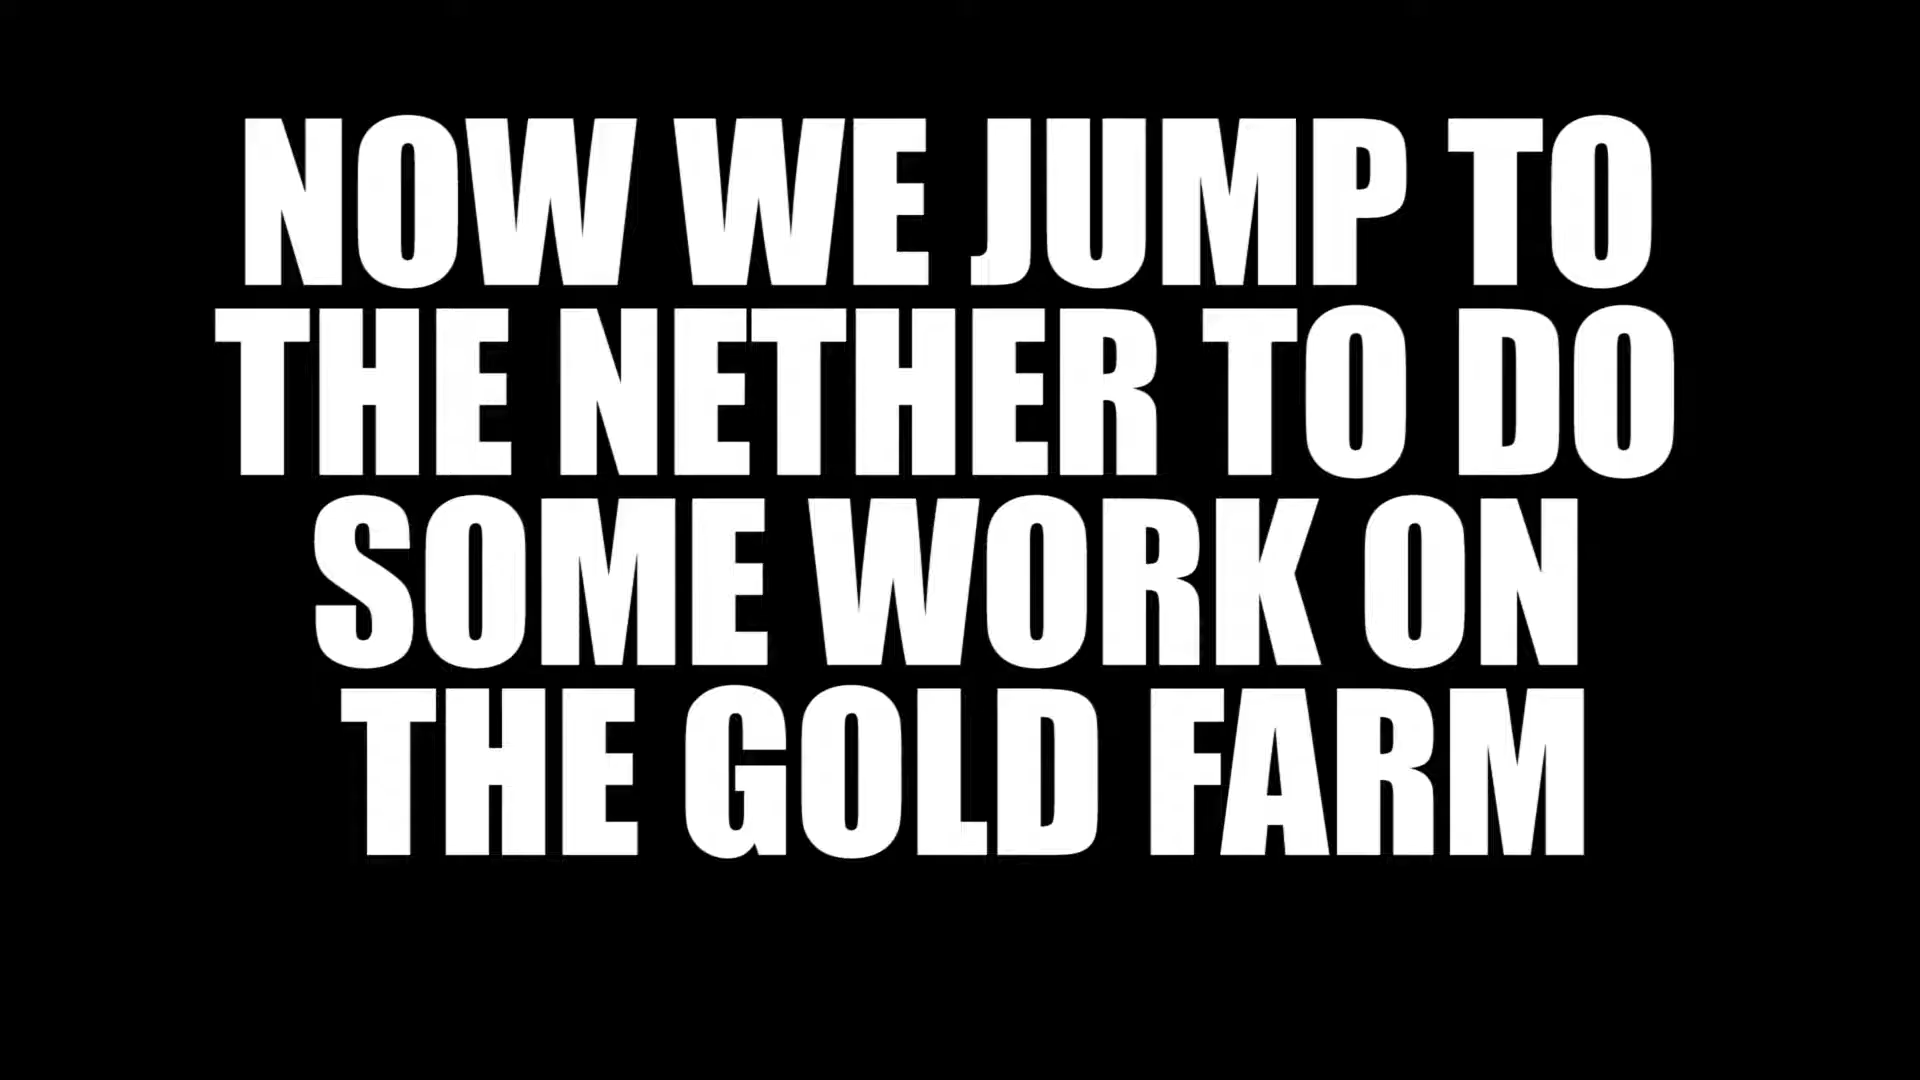 NOW WE JUMP TO
THE NETHER TO DO
SOME WORK ON
THE GOLD FARM